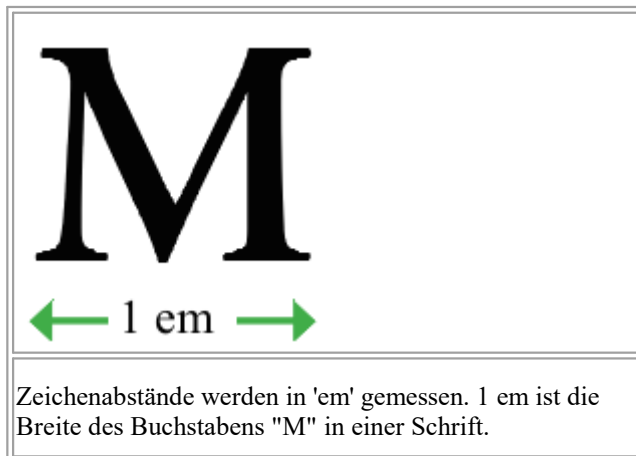 M
1 em
Zeichenabstände werden in 'em' gemessen. 1 em ist die
Breite des Buchstabens "M" in einer Schrift.